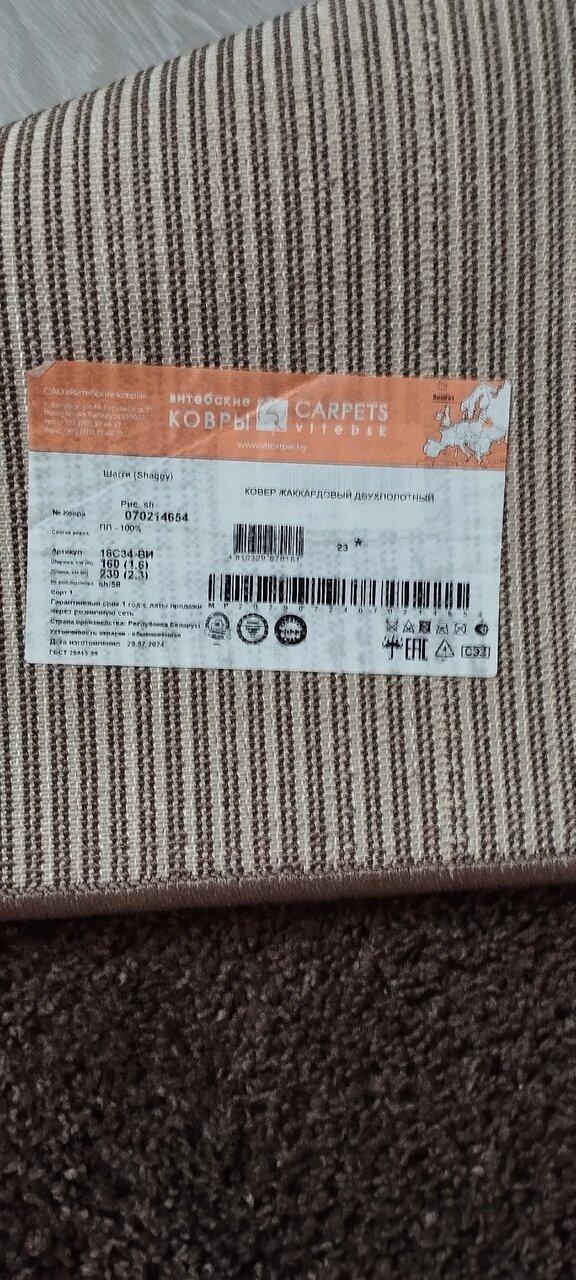 САО «Витебские ковры»
витебские
КОВРЫ
CARPETS
vitebsk
www.vitcarpet.by
Belarus
Шагги (Shaggy)
КОВЕР ЖАККАРДОВЫЙ ДВУХПОЛОТНЫЙ
Рис. sh-
№ Ковра 070214654
ПП - 100%
23 *
Артикул 18С34-ВИ
160 (1.6)
230 (2.3)
sh/58
Сорт 1
Гарантийный срок 1 год с даты продажи
через розничную сеть
Страна производства: Республика Беларусь
Устойчивость окраски - обыкновенная
Дата изготовления 29.02.2024
ГОСТ 28415-89
EAC